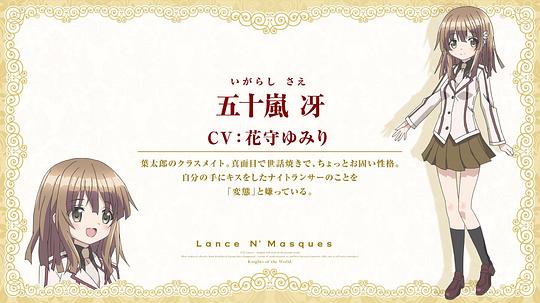 いがらし さえ
五十嵐 冴
CV：花守ゆみり
葉太郎のクラスメイト。真面目で世話焼きで、ちょっとお固い性格。
自分の手にキスをしたナイトランサーのことを
「変態」と嫌っている。
Lance N' Masques
Knights of the World